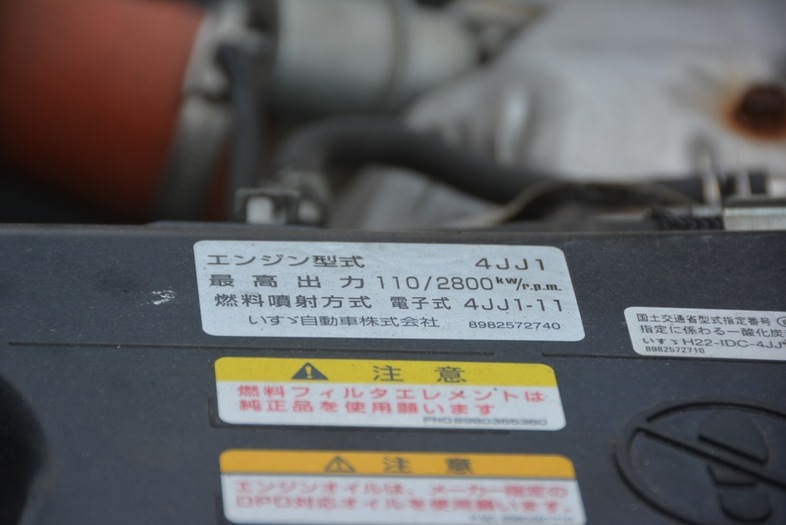 エンジン型式 4JJ1
最高出力 110/2800kw/r.p.m.
燃料噴射方式 電子式 4JJ1-11
いすゞ自動車株式会社 8982572740
国土交通省型式指定番号
指定に係わる一酸化炭
いすゞH22-IDC-4JJ
8982572710
注意
燃料フィルタエレメントは
純正品を使用願います
注意
エンジンオイルは、メーカー指定の
DPD対応オイルを使用願います。